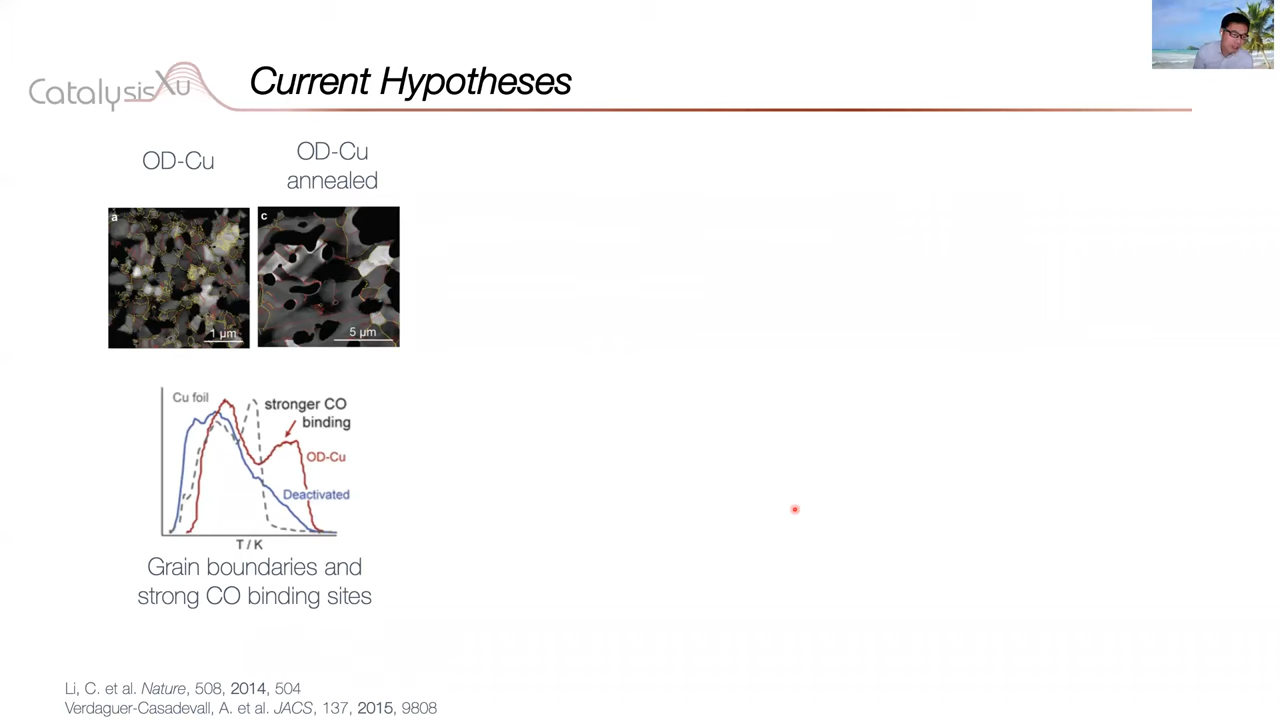 CatalysisXu
Current Hypotheses
OD-Cu
OD-Cu
annealed
a
c
1 μm
5 μm
Cu foil
stronger CO
binding
OD-Cu
Deactivated
T / K
Grain boundaries and
strong CO binding sites
Li, C. et al. Nature, 508, 2014, 504
Verdaguer-Casadevall, A. et al. JACS, 137, 2015, 9808